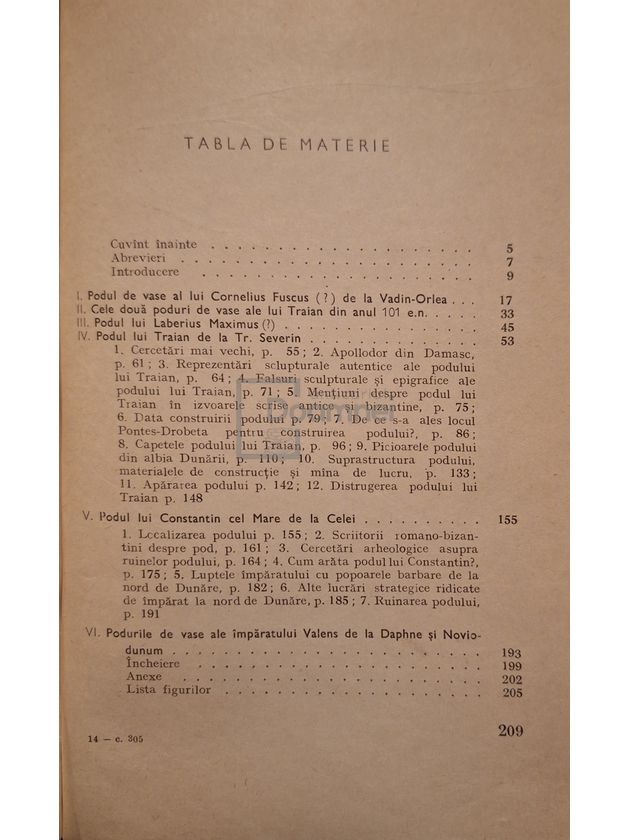 TABLA DE MATERIE
Cuvînt înainte . . . . . . . . . . . . . . . . . . . 5
Abrevieri . . . . . . . . . . . . . . . . . . . . 7
Introducere . . . . . . . . . . . . . . . . . . . 9
I. Podul de vase al lui Cornelius Fuscus (?) de la Vadin-Orlea . . . 17
II. Cele două poduri de vase ale lui Traian din anul 101 e.n. . . . . 33
III. Podul lui Laberius Maximus (?) . . . . . . . . . . . . . 45
IV. Podul lui Traian de la Tr. Severin . . . . . . . . . . . . 53
1. Cercetări mai vechi, p. 55; 2. Apollodor din Damasc,
p. 61; 3. Reprezentări sclupturale autentice ale podului
lui Traian, p. 64; 4. Falsuri sculpturale și epigrafice ale
podului lui Traian, p. 71; 5. Mențiuni despre podul lui
Traian în izvoarele scrise antice și bizantine, p. 75;
6. Data construirii podului p. 79; 7. De ce s-a ales locul
Pontes-Drobeta pentru construirea podului?, p. 86;
8. Capetele podului lui Traian, p. 96; 9. Picioarele podului
din albia Dunării, p. 110; 10. Suprastructura podului,
materialele de construcție și mîna de lucru, p. 133;
11. Apărarea podului p. 142; 12. Distrugerea podului lui
Traian p. 148
V. Podul lui Constantin cel Mare de la Celei . . . . . . . . . 155
1. Localizarea podului p. 155; 2. Scriitorii romano-bizan-
tini despre pod, p. 161; 3. Cercetări arheologice asupra
ruinelor podului, p. 164; 4. Cum arăta podul lui Constantin?,
p. 175; 5. Luptele împăratului cu popoarele barbare de la
nord de Dunăre, p. 182; 6. Alte lucrări strategice ridicate
de împărat la nord de Dunăre, p. 185; 7. Ruinarea podului,
p. 191
VI. Podurile de vase ale împăratului Valens de la Daphne și Novio-
dunum . . . . . . . . . . . . . . . . . . . . . 193
Încheiere . . . . . . . . . . . . . . . . . . . 199
Anexe . . . . . . . . . . . . . . . . . . . . 202
Lista figurilor . . . . . . . . . . . . . . . . . 205
14 — c. 305
209